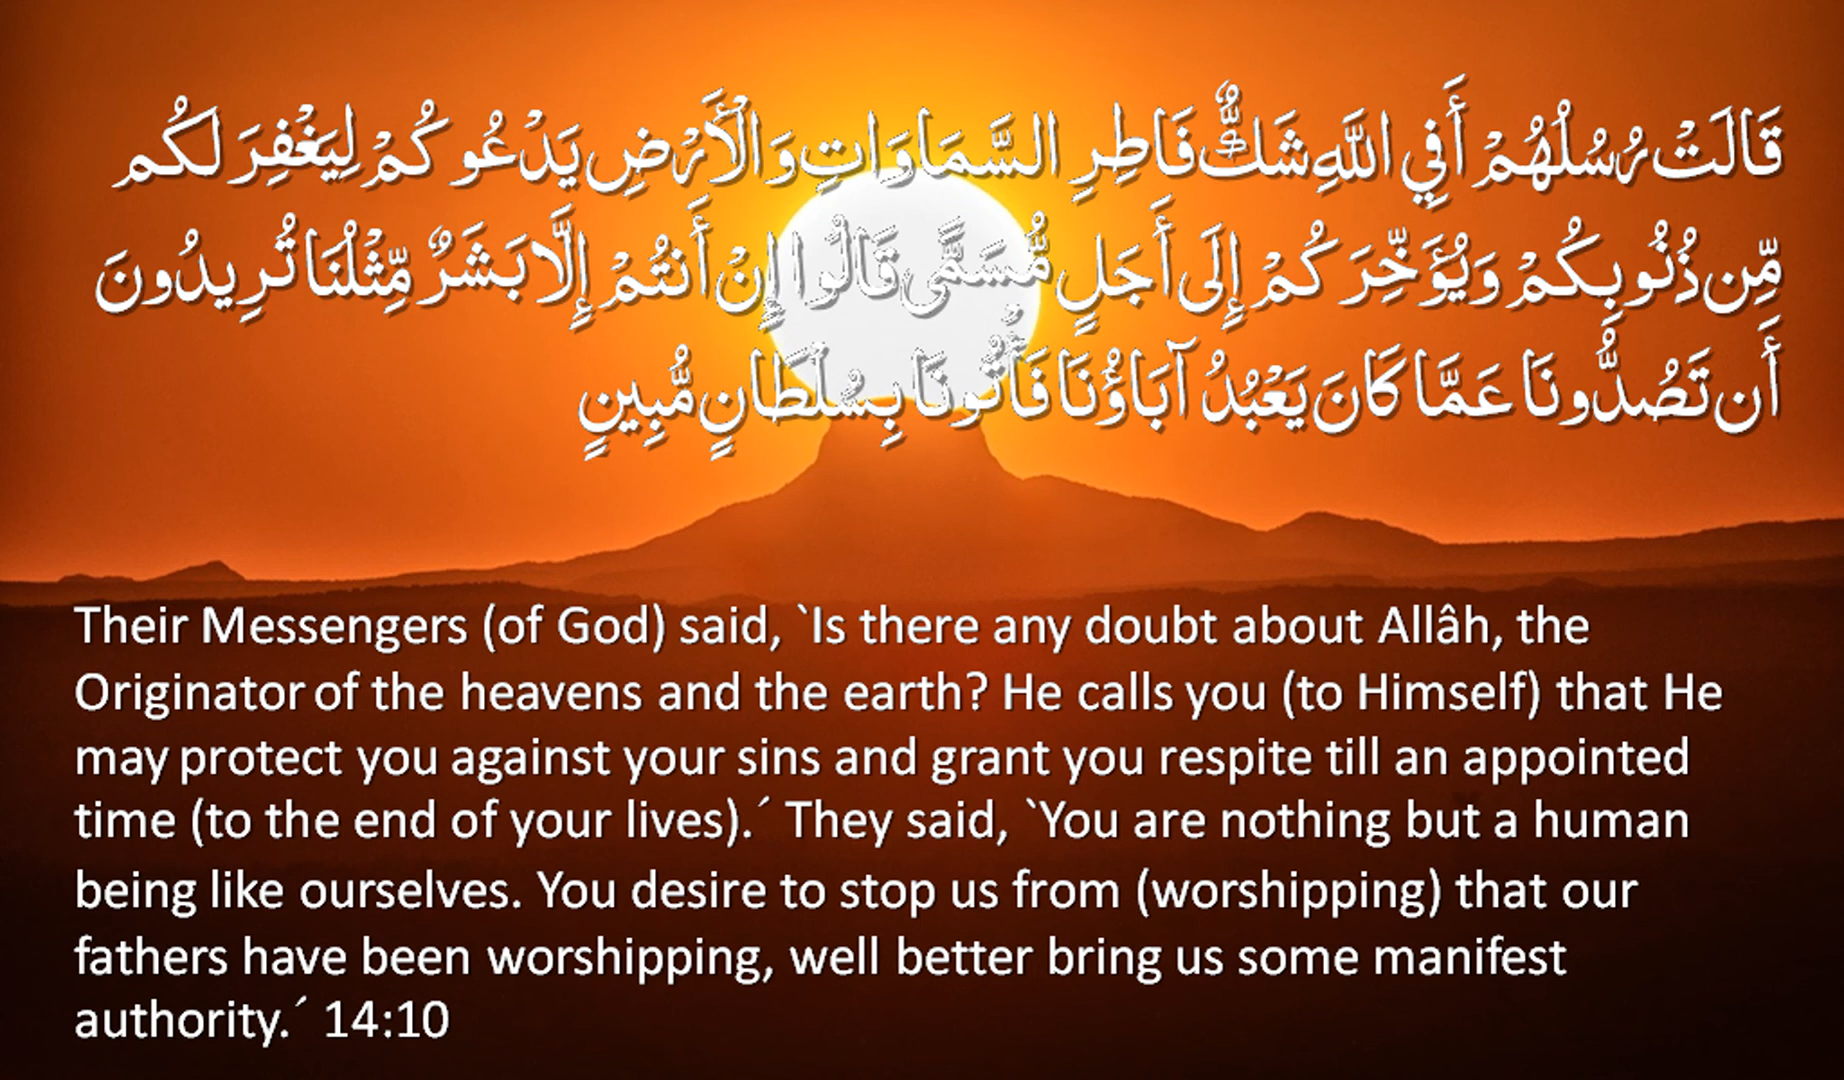 قَالَتْ رُسُلُهُمْ أَفِي اللَّهِ شَكٌّ فَاطِرِ السَّمَاوَاتِ وَالْأَرْضِ يَدْعُوكُمْ لِيَغْفِرَ لَكُم
مِّن ذُنُوبِكُمْ وَيُؤَخِّرَكُمْ إِلَى أَجَلٍ مُّسَمًّى قَالُوا إِنْ أَنتُمْ إِلَّا بَشَرٌ مِّثْلُنَا تُرِيدُونَ
أَن تَصُدُّونَا عَمَّا كَانَ يَعْبُدُ آبَاؤُنَا فَأْتُونَا بِسُلْطَانٍ مُّبِينٍ
Their Messengers (of God) said, `Is there any doubt about Allâh, the
Originator of the heavens and the earth? He calls you (to Himself) that He
may protect you against your sins and grant you respite till an appointed
time (to the end of your lives).´ They said, `You are nothing but a human
being like ourselves. You desire to stop us from (worshipping) that our
fathers have been worshipping, well better bring us some manifest
authority.´ 14:10